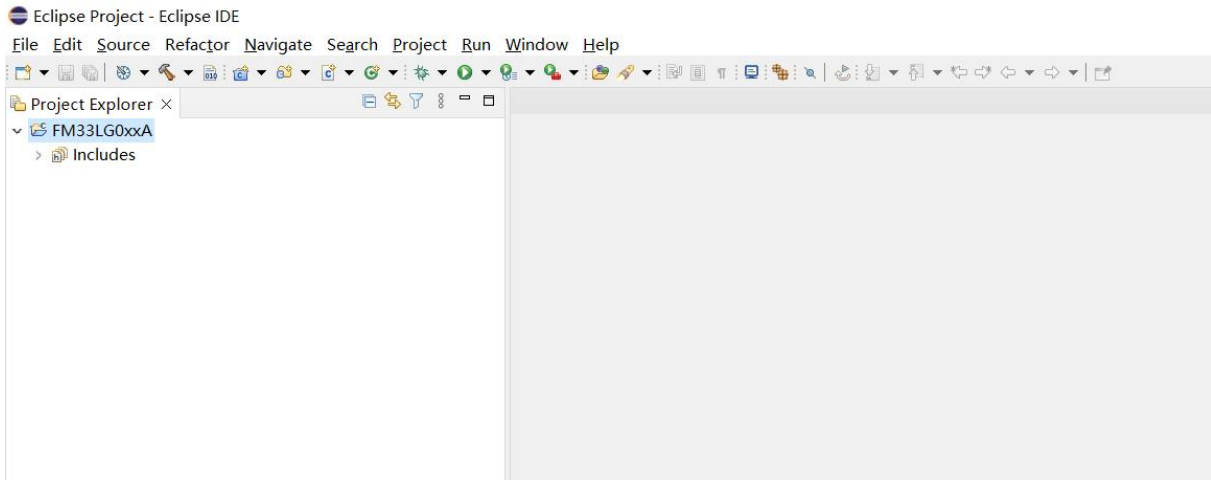 Eclipse Project - Eclipse IDE
File Edit Source Refactor Navigate Search Project Run Window Help
Project Explorer
FM33LG0xxA
Includes